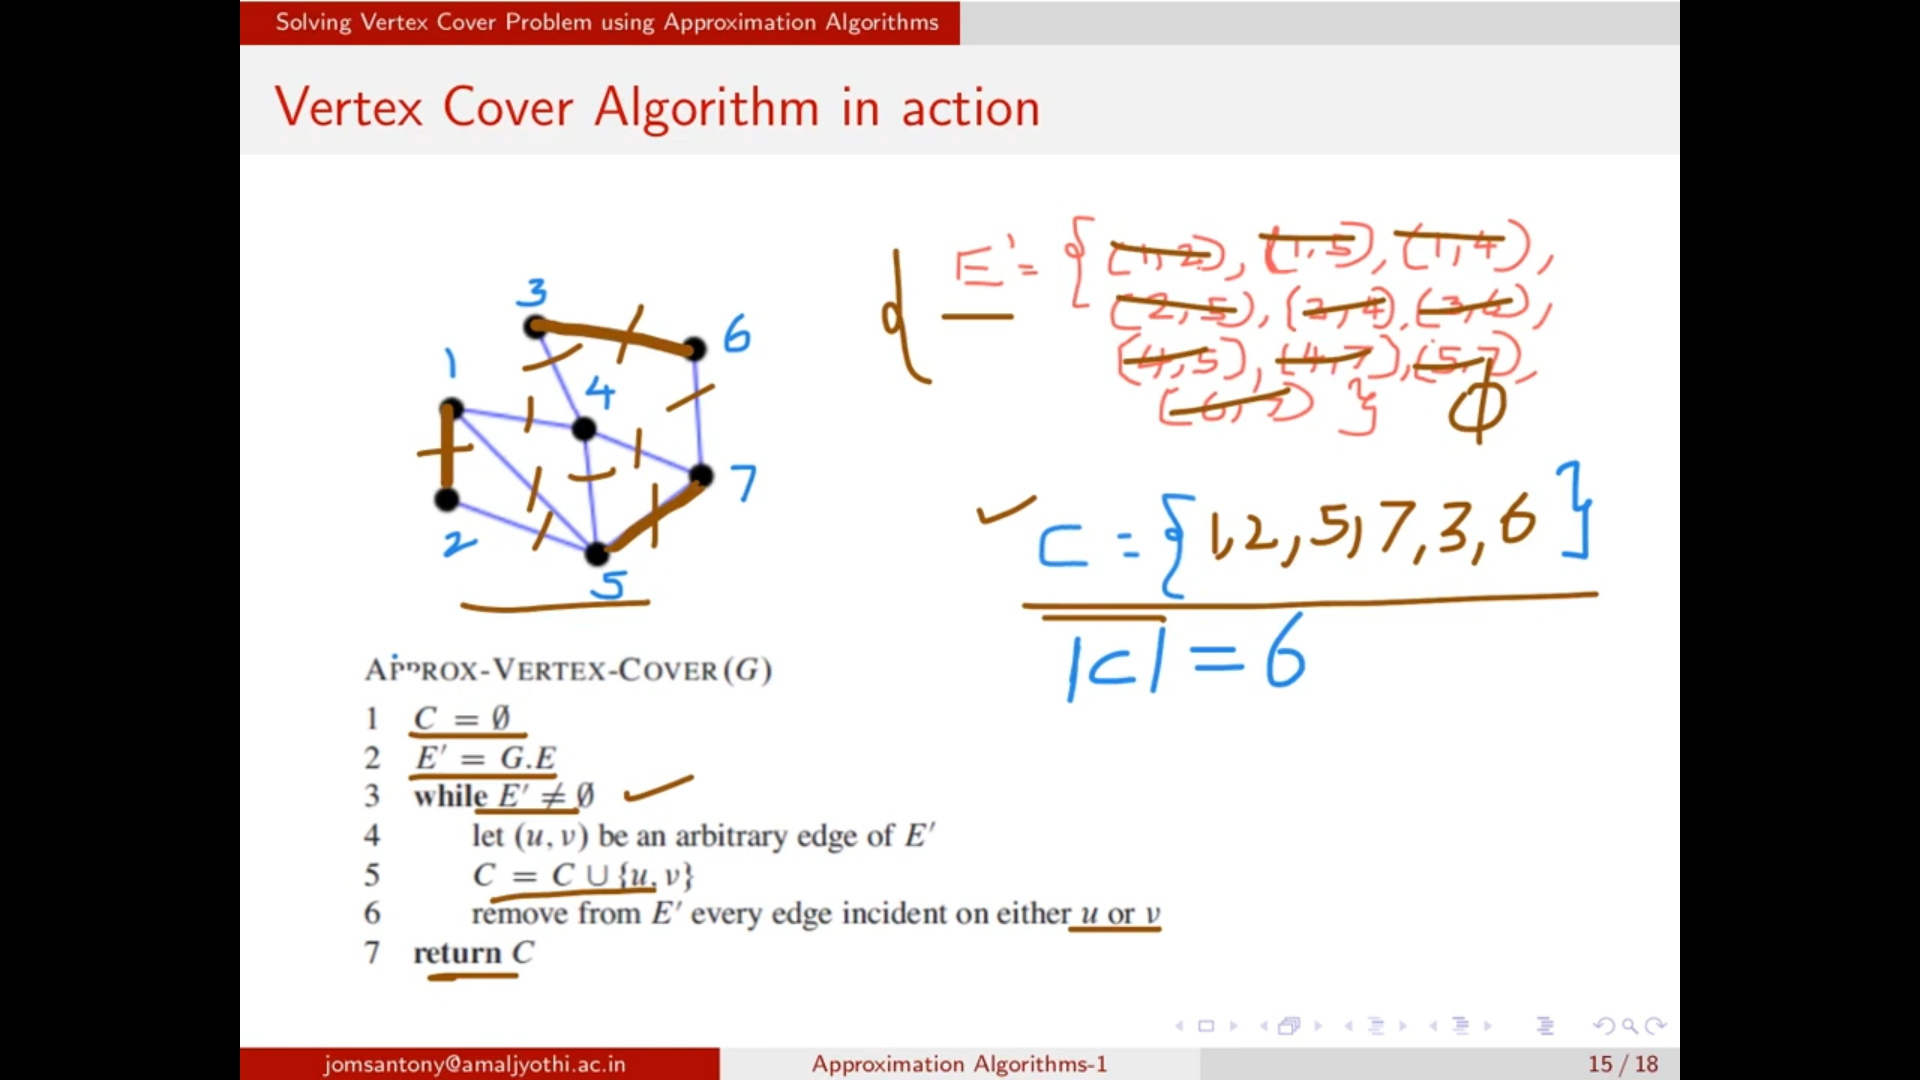 Solving Vertex Cover Problem using Approximation Algorithms
Vertex Cover Algorithm in action
E' = { (1, 2), (1, 5), (1, 4),
(2, 5), (2, 4), (3, 6),
(4, 5), (4, 7), (5, 7),
(6, 7) } ϕ
3
6
1
4
7
2
5
C = { 1, 2, 5, 7, 3, 6 }
|C| = 6
APPROX-VERTEX-COVER(G)
1 C = ∅
2 E′ = G.E
3 while E′ ≠ ∅
4 let (u, v) be an arbitrary edge of E′
5 C = C ∪ {u, v}
6 remove from E′ every edge incident on either u or v
7 return C
jomsantony@amaljyothi.ac.in Approximation Algorithms-1 15 / 18